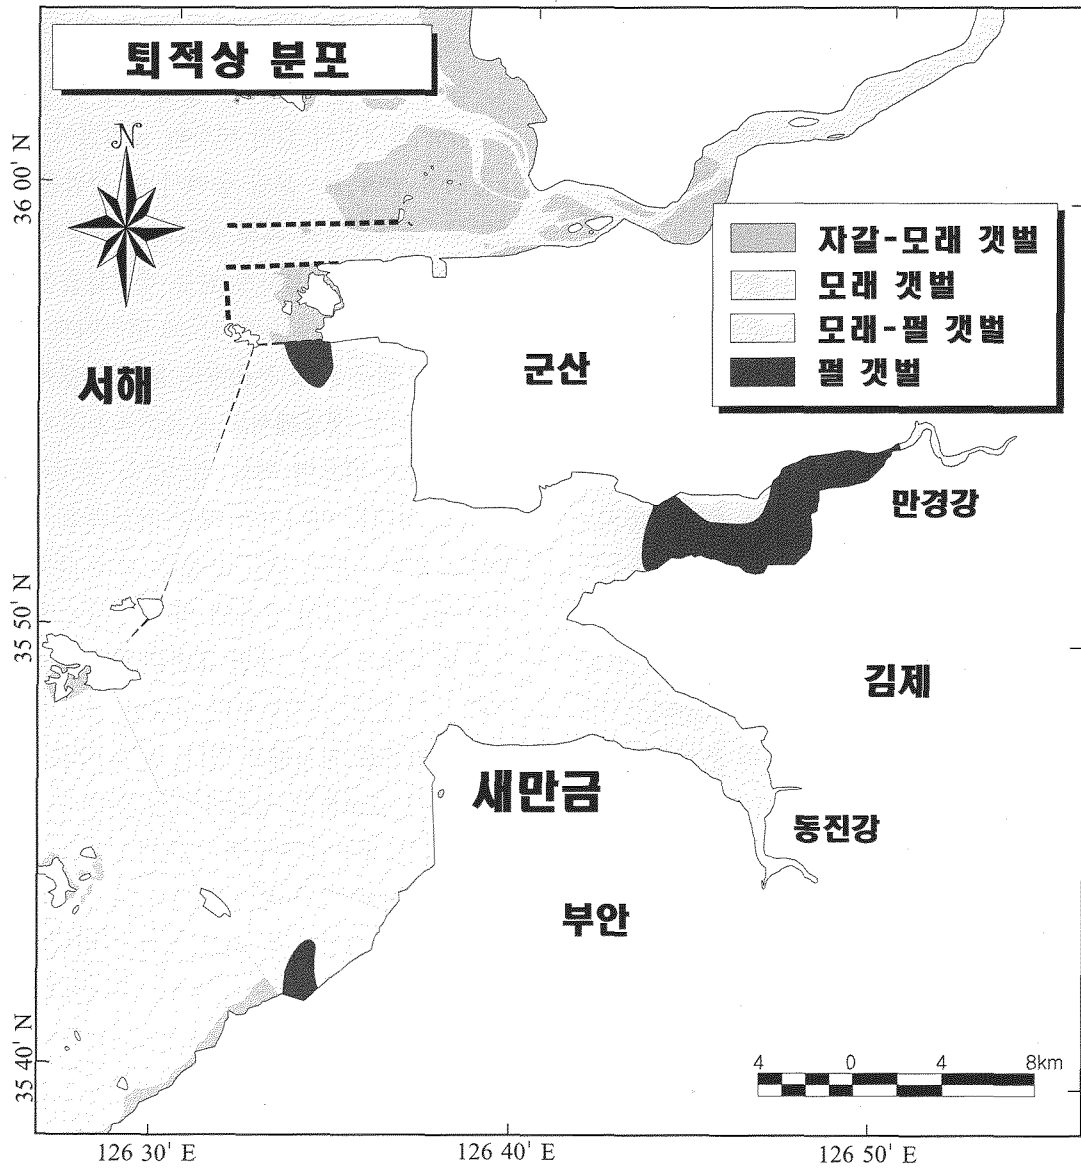 퇴적상 분포
N
36 00' N
자갈-모래 갯벌
모래 갯벌
모래-펄 갯벌
펄 갯벌
서해
군산
만경강
35 50' N
김제
새만금
동진강
부안
35 40' N
4 0 4 8km
126 30' E 126 40' E 126 50' E